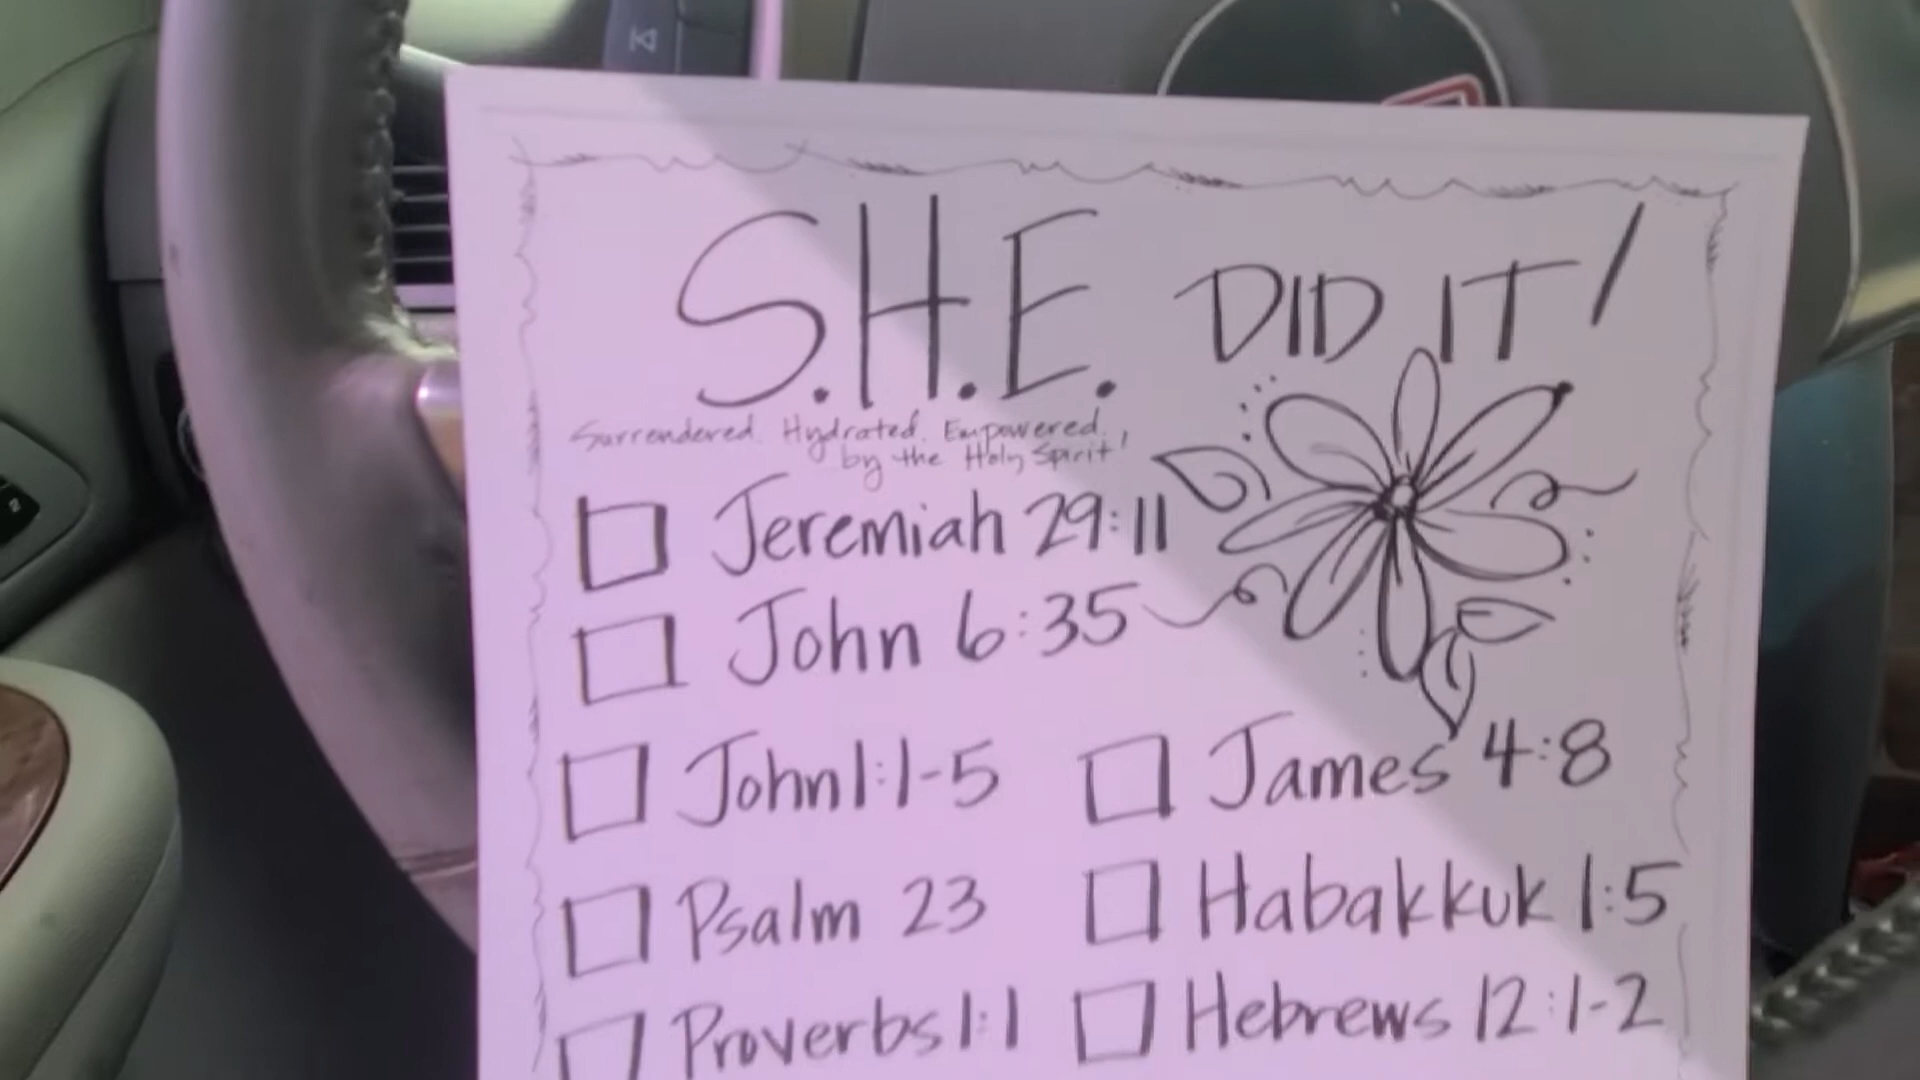 S.H.E. DID IT!
Surrendered. Hydrated. Empowered.
by the Holy Spirit!
Jeremiah 29:11
John 6:35
John 1:1-5
James 4:8
Psalm 23
Habakkuk 1:5
Proverbs 1:1
Hebrews 12:1-2